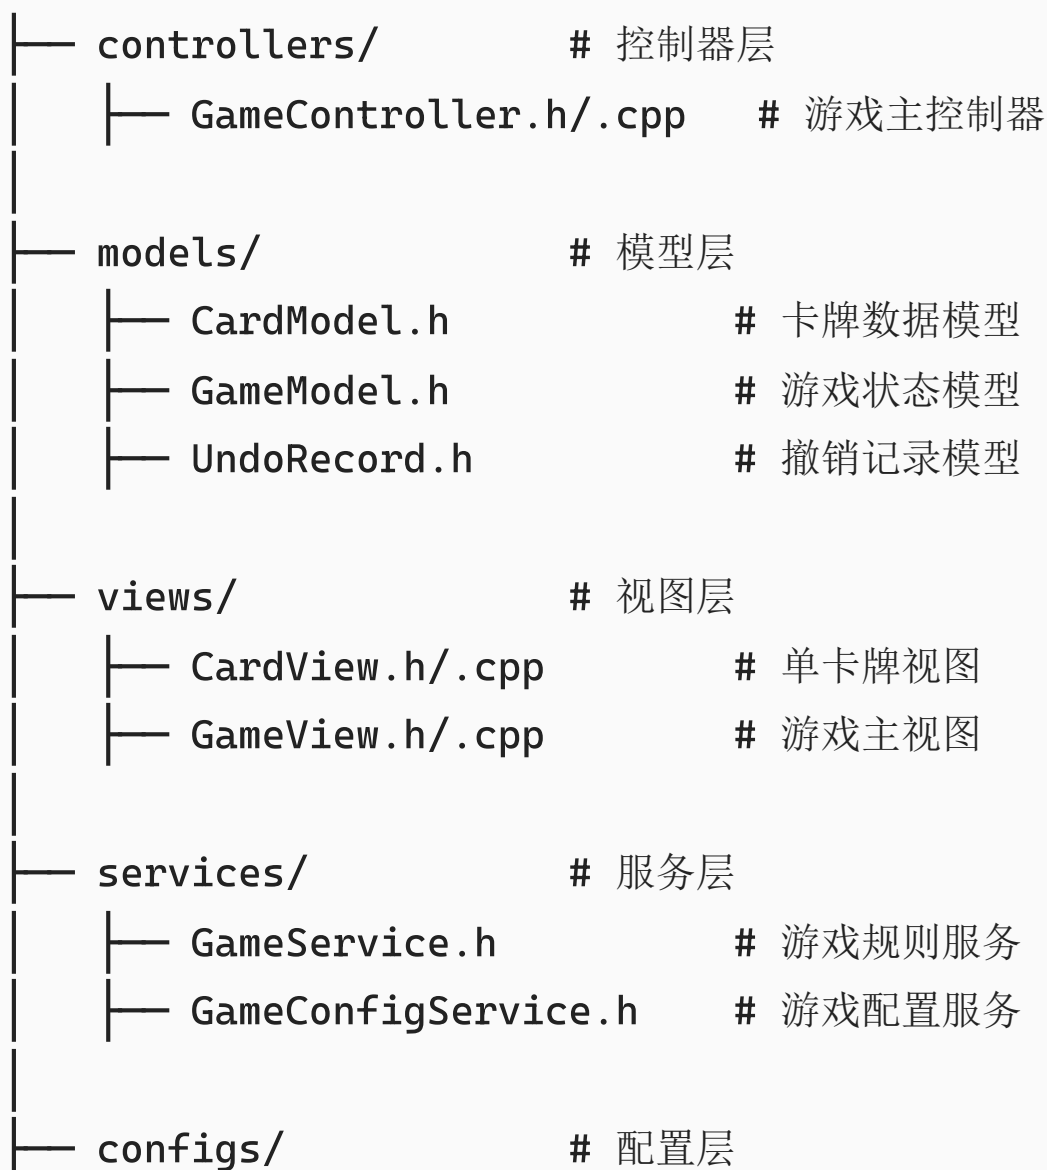 ├── controllers/ # 控制器层
│ ├── GameController.h/.cpp # 游戏主控制器
│
├── models/ # 模型层
│ ├── CardModel.h # 卡牌数据模型
│ ├── GameModel.h # 游戏状态模型
│ ├── UndoRecord.h # 撤销记录模型
│
├── views/ # 视图层
│ ├── CardView.h/.cpp # 单卡牌视图
│ ├── GameView.h/.cpp # 游戏主视图
│
├── services/ # 服务层
│ ├── GameService.h # 游戏规则服务
│ ├── GameConfigService.h # 游戏配置服务
│
├── configs/ # 配置层